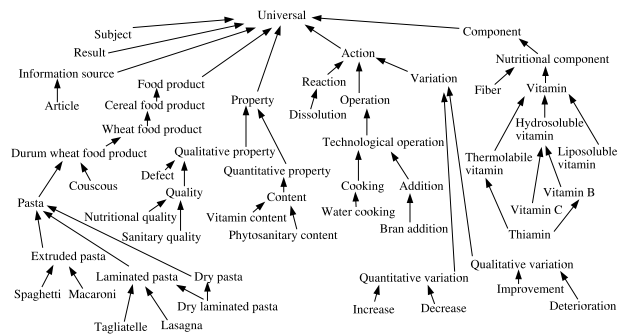 Universal
Subject
Component
Result
Action
Nutritional component
Information source
Food product
Reaction
Variation
Fiber
Vitamin
Article
Cereal food product
Property
Operation
Dissolution
Hydrosoluble
vitamin
Wheat food product
Technological operation
Durum wheat food product
Qualitative property
Thermolabile
vitamin
Liposoluble
vitamin
Defect
Quantitative property
Couscous
Quality
Content
Cooking
Addition
Vitamin B
Pasta
Nutritional quality
Vitamin content
Water cooking
Vitamin C
Sanitary quality
Phytosanitary content
Bran addition
Thiamin
Extruded pasta
Laminated pasta
Dry pasta
Quantitative variation
Qualitative variation
Spaghetti
Macaroni
Dry laminated pasta
Increase
Decrease
Improvement
Deterioration
Tagliatelle
Lasagna